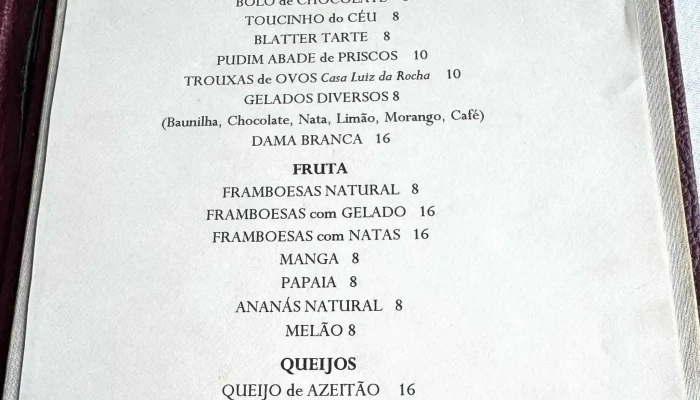 BOLO de CHOCOLATE
TOUCINHO do CÉU 8
BLATTER TARTE 8
PUDIM ABADE de PRISCOS 10
TROUXAS de OVOS Casa Luiz da Rocha 10
GELADOS DIVERSOS 8
(Baunilha, Chocolate, Nata, Limão, Morango, Café)
DAMA BRANCA 16
FRUTA
FRAMBOESAS NATURAL 8
FRAMBOESAS com GELADO 16
FRAMBOESAS com NATAS 16
MANGA 8
PAPAIA 8
ANANÁS NATURAL 8
MELÃO 8
QUEIJOS
QUEIJO de AZEITÃO 16